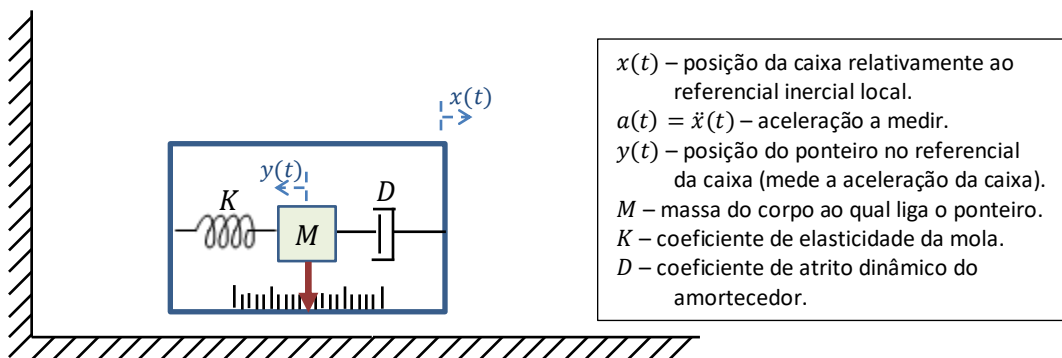 x(t)
y(t)
D
K
M
x(t) – posição da caixa relativamente ao
referencial inercial local.
a(t) = ẍ(t) – aceleração a medir.
y(t) – posição do ponteiro no referencial
da caixa (mede a aceleração da caixa).
M – massa do corpo ao qual liga o ponteiro.
K – coeficiente de elasticidade da mola.
D – coeficiente de atrito dinâmico do
amortecedor.